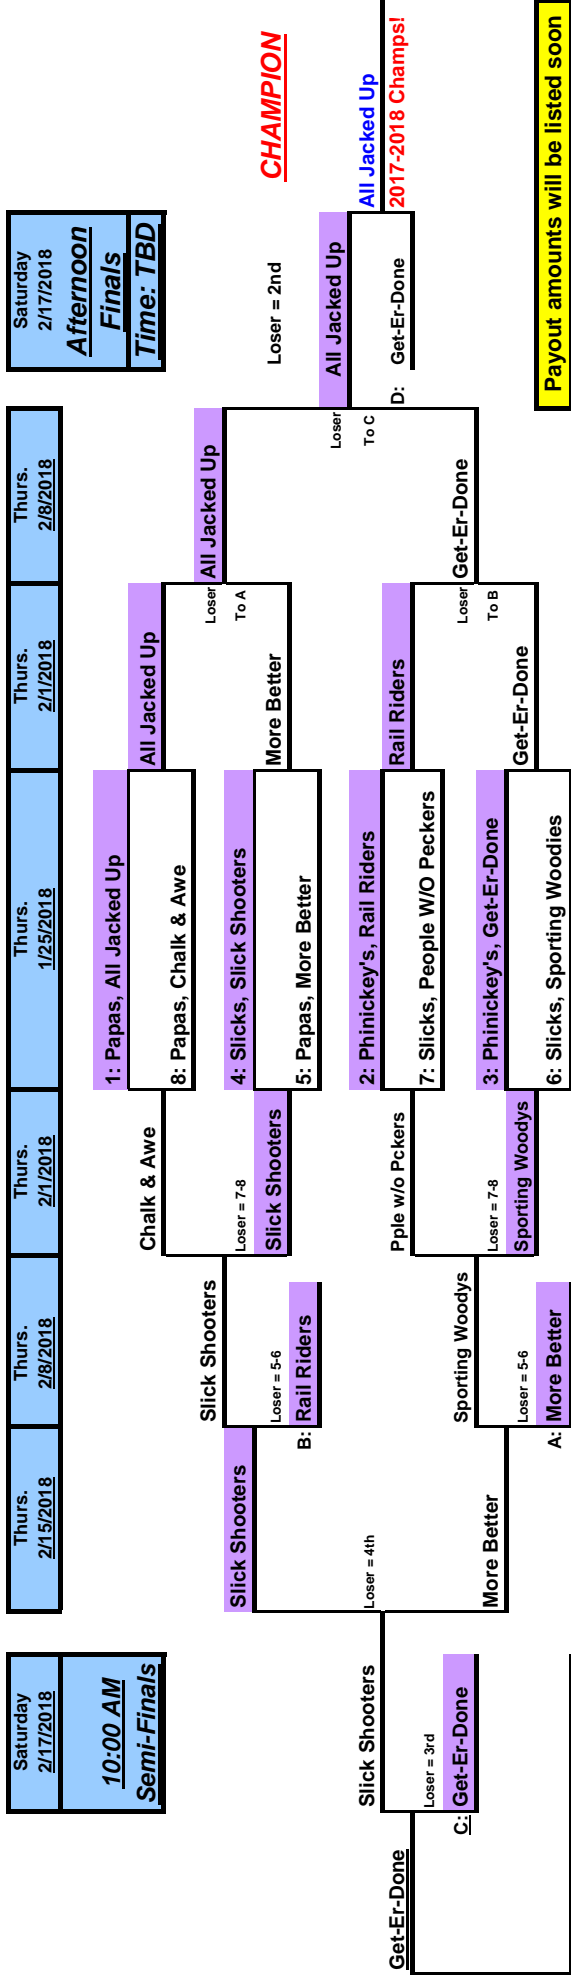 Saturday
2/17/2018
10:00 AM
Semi-Finals
Thurs.
2/15/2018
Thurs.
2/8/2018
Thurs.
2/1/2018
Thurs.
1/25/2018
Thurs.
2/1/2018
Thurs.
2/8/2018
Saturday
2/17/2018
Afternoon
Finals
Time: TBD
1: Papas, All Jacked Up
Chalk & Awe
All Jacked Up
8: Papas, Chalk & Awe
Slick Shooters
Loser = 7-8
Loser
To A
All Jacked Up
Slick Shooters
4: Slicks, Slick Shooters
Loser = 5-6
Slick Shooters
More Better
B: Rail Riders
5: Papas, More Better
CHAMPION
Loser = 2nd
All Jacked Up
Loser
To C
Loser = 4th
Slick Shooters
2: Phinickey's, Rail Riders
All Jacked Up
2017-2018 Champs!
Get-Er-Done
Pple w/o Pckers
Rail Riders
D: Get-Er-Done
Loser = 3rd
7: Slicks, People W/O Peckers
C: Get-Er-Done
Sporting Woodys
Loser = 7-8
Loser
To B
Get-Er-Done
More Better
3: Phinickey's, Get-Er-Done
Loser = 5-6
Sporting Woodys
Get-Er-Done
A: More Better
6: Slicks, Sporting Woodies
Payout amounts will be listed soon